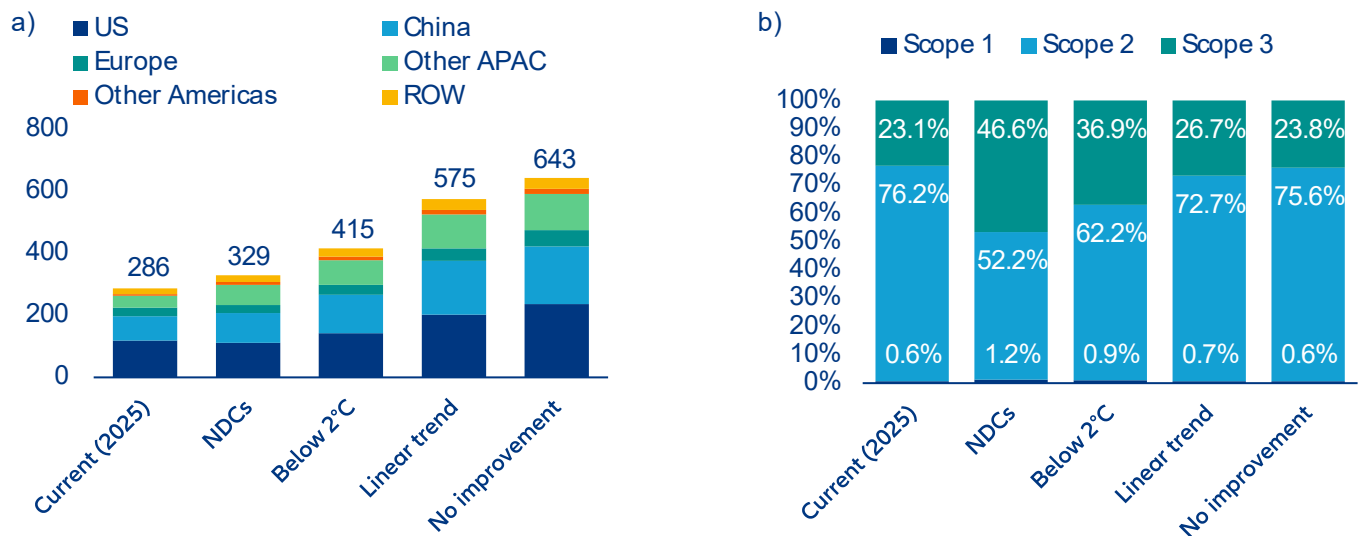 a)
US
China
Europe
Other APAC
Other Americas
ROW
800
600
400
200
0
286
329
415
575
643
Current (2025)
NDCs
Below 2°C
Linear trend
No improvement
b)
Scope 1 Scope 2 Scope 3
100%
90%
80%
70%
60%
50%
40%
30%
20%
10%
0%
23.1% 46.6% 36.9% 26.7% 23.8%
76.2% 52.2% 62.2% 72.7% 75.6%
0.6% 1.2% 0.9% 0.7% 0.6%
Current (2025)
NDCs
Below 2°C
Linear trend
No improvement